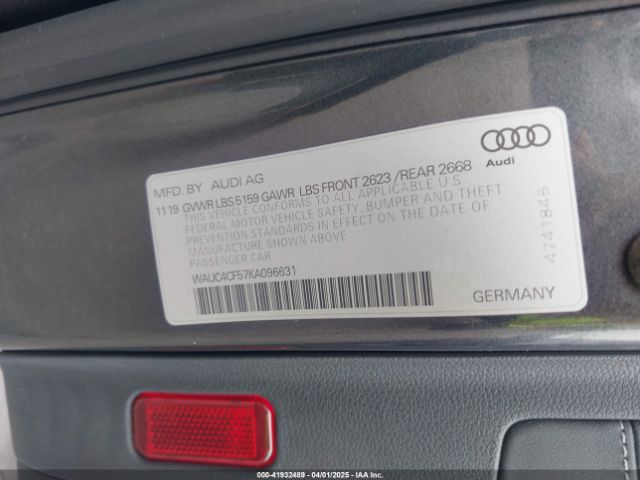 MFD. BY AUDI AG
11 19 GVWR LBS 5159 GAWR LBS FRONT 2623 / REAR 2668
THIS VEHICLE CONFORMS TO ALL APPLICABLE U S
FEDERAL MOTOR VEHICLE SAFETY, BUMPER AND THEFT
PREVENTION STANDARDS IN EFFECT ON THE DATE OF
MANUFACTURE SHOWN ABOVE
PASSENGER CAR
WAUC4CF57KA096631
Audi
4741845
GERMANY
000-41932489 - 04/01/2025 - IAAI.COM